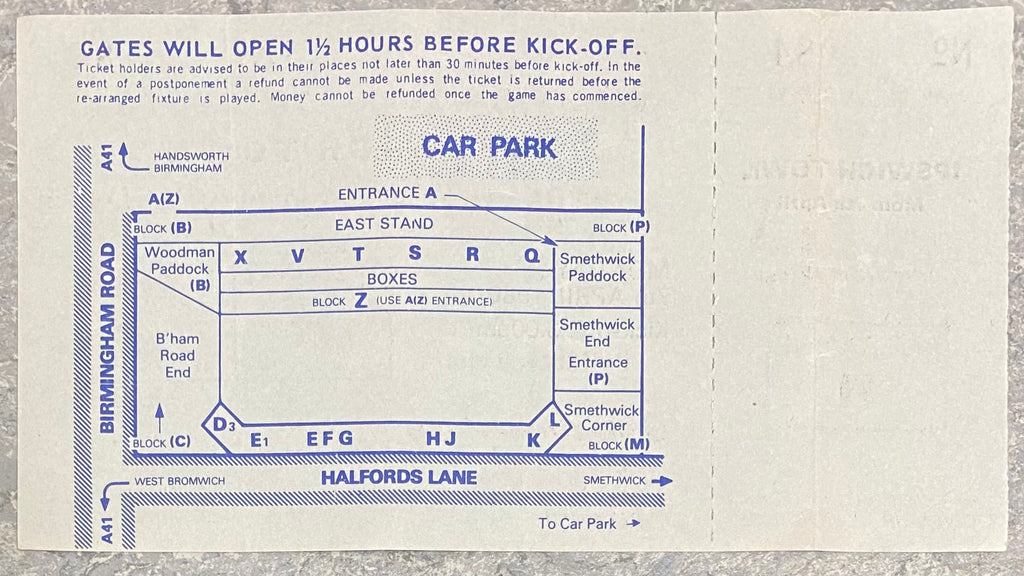 GATES WILL OPEN 1½ HOURS BEFORE KICK-OFF.
Ticket holders are advised to be in their places not later than 30 minutes before kick-off. In the
event of a postponement a refund cannot be made unless the ticket is returned before the
re-arranged fixture is played. Money cannot be refunded once the game has commenced.
CAR PARK
A41
HANDSWORTH
BIRMINGHAM
ENTRANCE A
A(Z)
EAST STAND
BLOCK (B)
BLOCK (P)
Woodman
Paddock
(B)
X V T S R Q
Smethwick
Paddock
BOXES
BLOCK Z (USE A(Z) ENTRANCE)
BIRMINGHAM ROAD
B'ham
Road
End
Smethwick
End
Entrance
(P)
Smethwick
Corner
D3
E1 EFG HJ K
L
BLOCK (C)
BLOCK (M)
WEST BROMWICH
HALFORDS LANE
SMETHWICK
A41
To Car Park